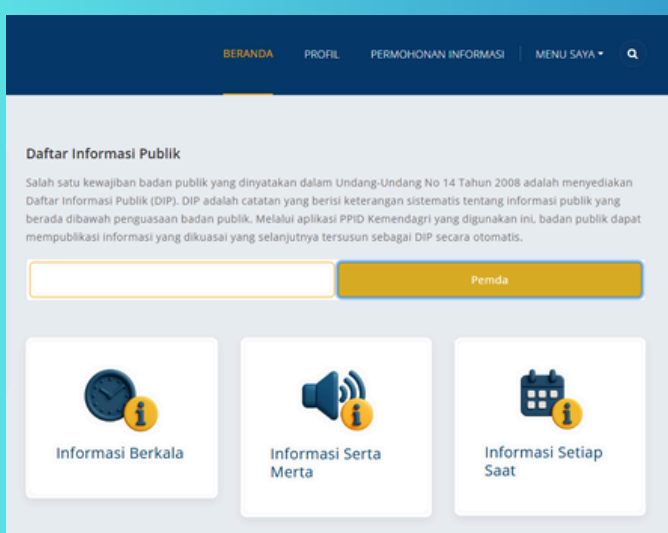 BERANDA PROFIL PERMOHONAN INFORMASI MENU SAYA
Daftar Informasi Publik
Salah satu kewajiban badan publik yang dinyatakan dalam Undang-Undang No 14 Tahun 2008 adalah menyediakan
Daftar Informasi Publik (DIP). DIP adalah catatan yang berisi keterangan sistematis tentang informasi publik yang
berada dibawah penguasaan badan publik. Melalui aplikasi PPID Kemendagri yang digunakan ini, badan publik dapat
mempublikasi informasi yang dikuasai yang selanjutnya tersusun sebagai DIP secara otomatis.
Pemda
Informasi Berkala
Informasi Serta
Merta
Informasi Setiap
Saat